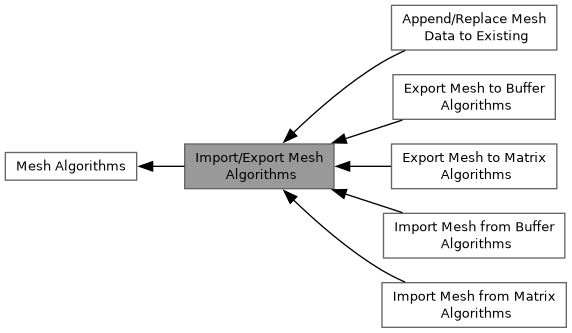 Append/Replace Mesh
Data to Existing
Export Mesh to Buffer
Algorithms
Mesh Algorithms
Import/Export Mesh
Algorithms
Export Mesh to Matrix
Algorithms
Import Mesh from Buffer
Algorithms
Import Mesh from Matrix
Algorithms